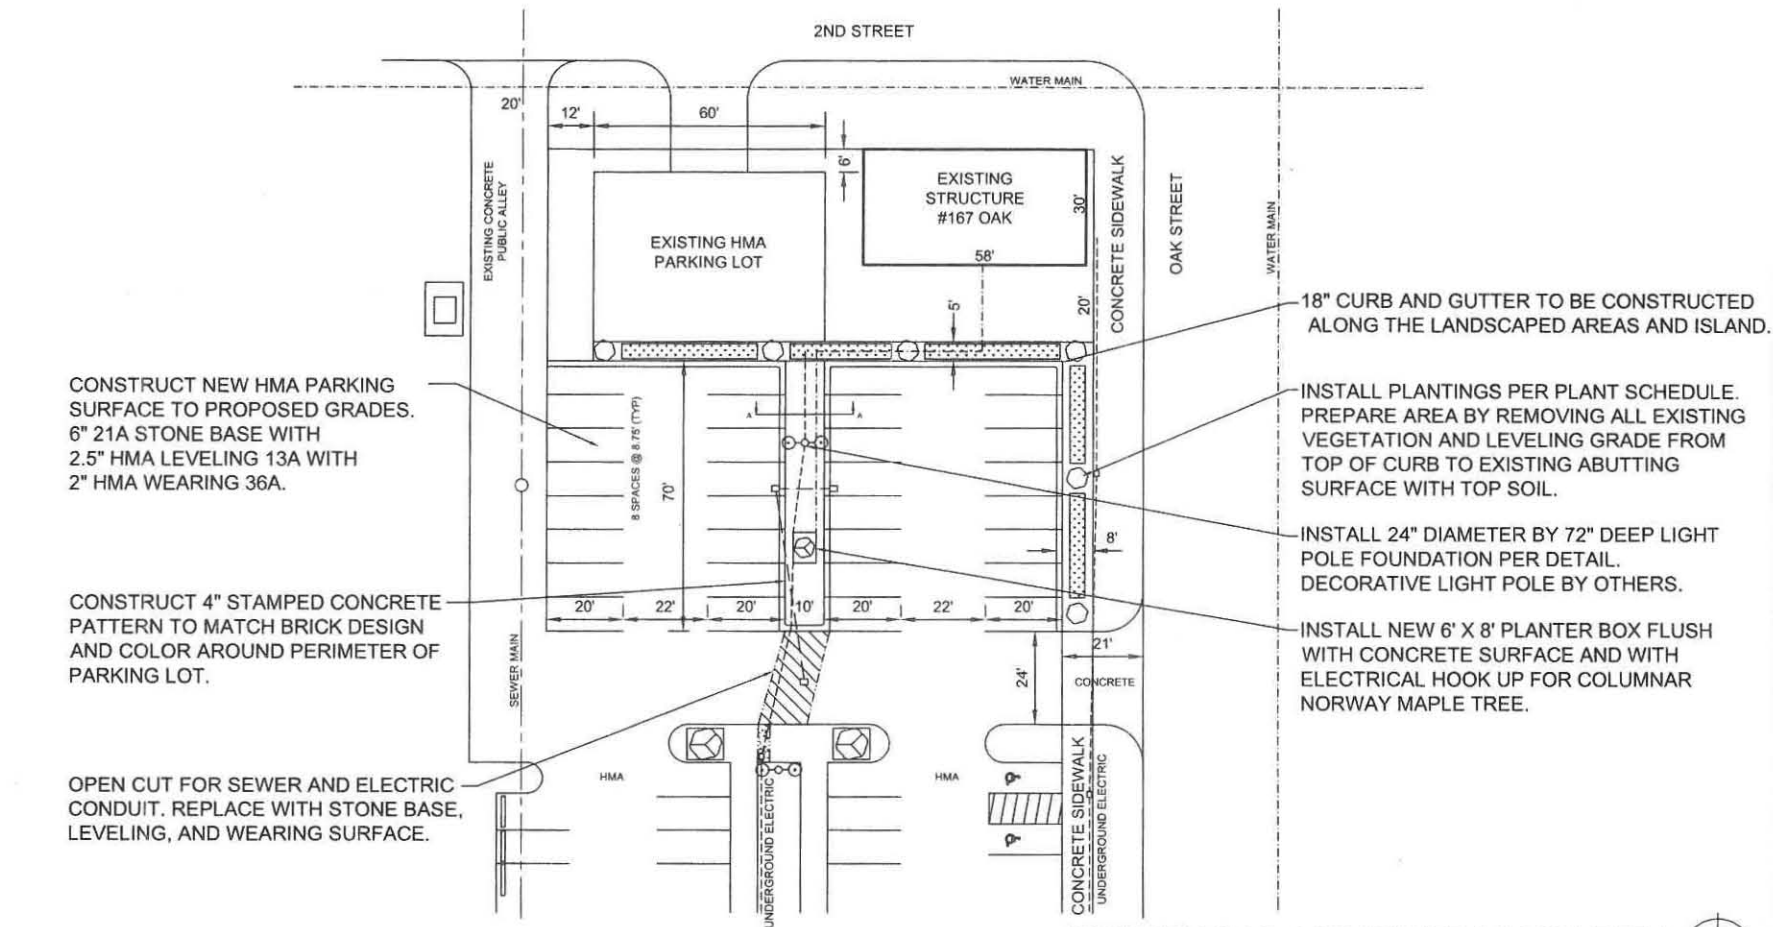 2ND STREET
WATER MAIN
20'
12'
60'
6'
EXISTING CONCRETE
PUBLIC ALLEY
EXISTING
STRUCTURE
#167 OAK
30'
58'
CONCRETE SIDEWALK
OAK STREET
WATER MAIN
EXISTING HMA
PARKING LOT
5'
20'
18" CURB AND GUTTER TO BE CONSTRUCTED
ALONG THE LANDSCAPED AREAS AND ISLAND.
CONSTRUCT NEW HMA PARKING
SURFACE TO PROPOSED GRADES.
6" 21A STONE BASE WITH
2.5" HMA LEVELING 13A WITH
2" HMA WEARING 36A.
8 SPACES @ 8.75' (TYP)
70'
A
A
INSTALL PLANTINGS PER PLANT SCHEDULE.
PREPARE AREA BY REMOVING ALL EXISTING
VEGETATION AND LEVELING GRADE FROM
TOP OF CURB TO EXISTING ABUTTING
SURFACE WITH TOP SOIL.
8'
INSTALL 24" DIAMETER BY 72" DEEP LIGHT
POLE FOUNDATION PER DETAIL.
DECORATIVE LIGHT POLE BY OTHERS.
CONSTRUCT 4" STAMPED CONCRETE
PATTERN TO MATCH BRICK DESIGN
AND COLOR AROUND PERIMETER OF
PARKING LOT.
20'
22'
20'
10'
20'
22'
20'
INSTALL NEW 6' X 8' PLANTER BOX FLUSH
WITH CONCRETE SURFACE AND WITH
ELECTRICAL HOOK UP FOR COLUMNAR
NORWAY MAPLE TREE.
SEWER MAIN
21'
24'
CONCRETE
OPEN CUT FOR SEWER AND ELECTRIC
CONDUIT. REPLACE WITH STONE BASE,
LEVELING, AND WEARING SURFACE.
HMA
HMA
UNDERGROUND ELECTRIC
CONCRETE SIDEWALK
UNDERGROUND ELECTRIC